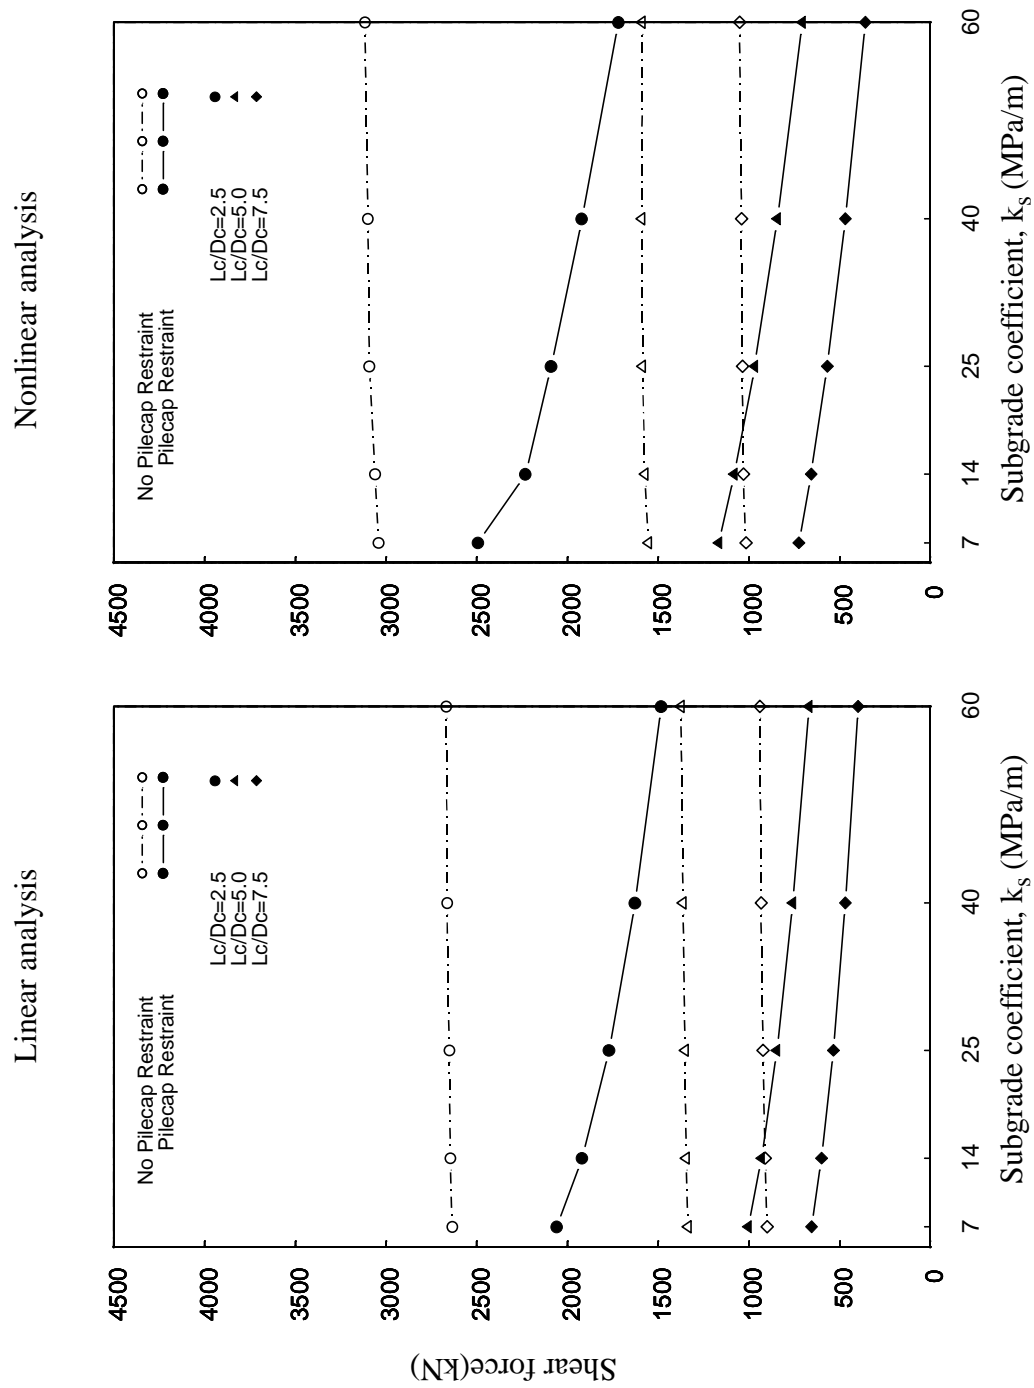 Linear analysis
No Pilecap Restraint
Pilecap Restraint
Lc/Dc=2.5
Lc/Dc=5.0
Lc/Dc=7.5
4500
4000
3500
3000
2500
2000
1500
1000
500
0
Shear force(kN)
7 14 25 40 60
Subgrade coefficient, ks (MPa/m)
Nonlinear analysis
No Pilecap Restraint
Pilecap Restraint
Lc/Dc=2.5
Lc/Dc=5.0
Lc/Dc=7.5
4500
4000
3500
3000
2500
2000
1500
1000
500
0
7 14 25 40 60
Subgrade coefficient, ks (MPa/m)